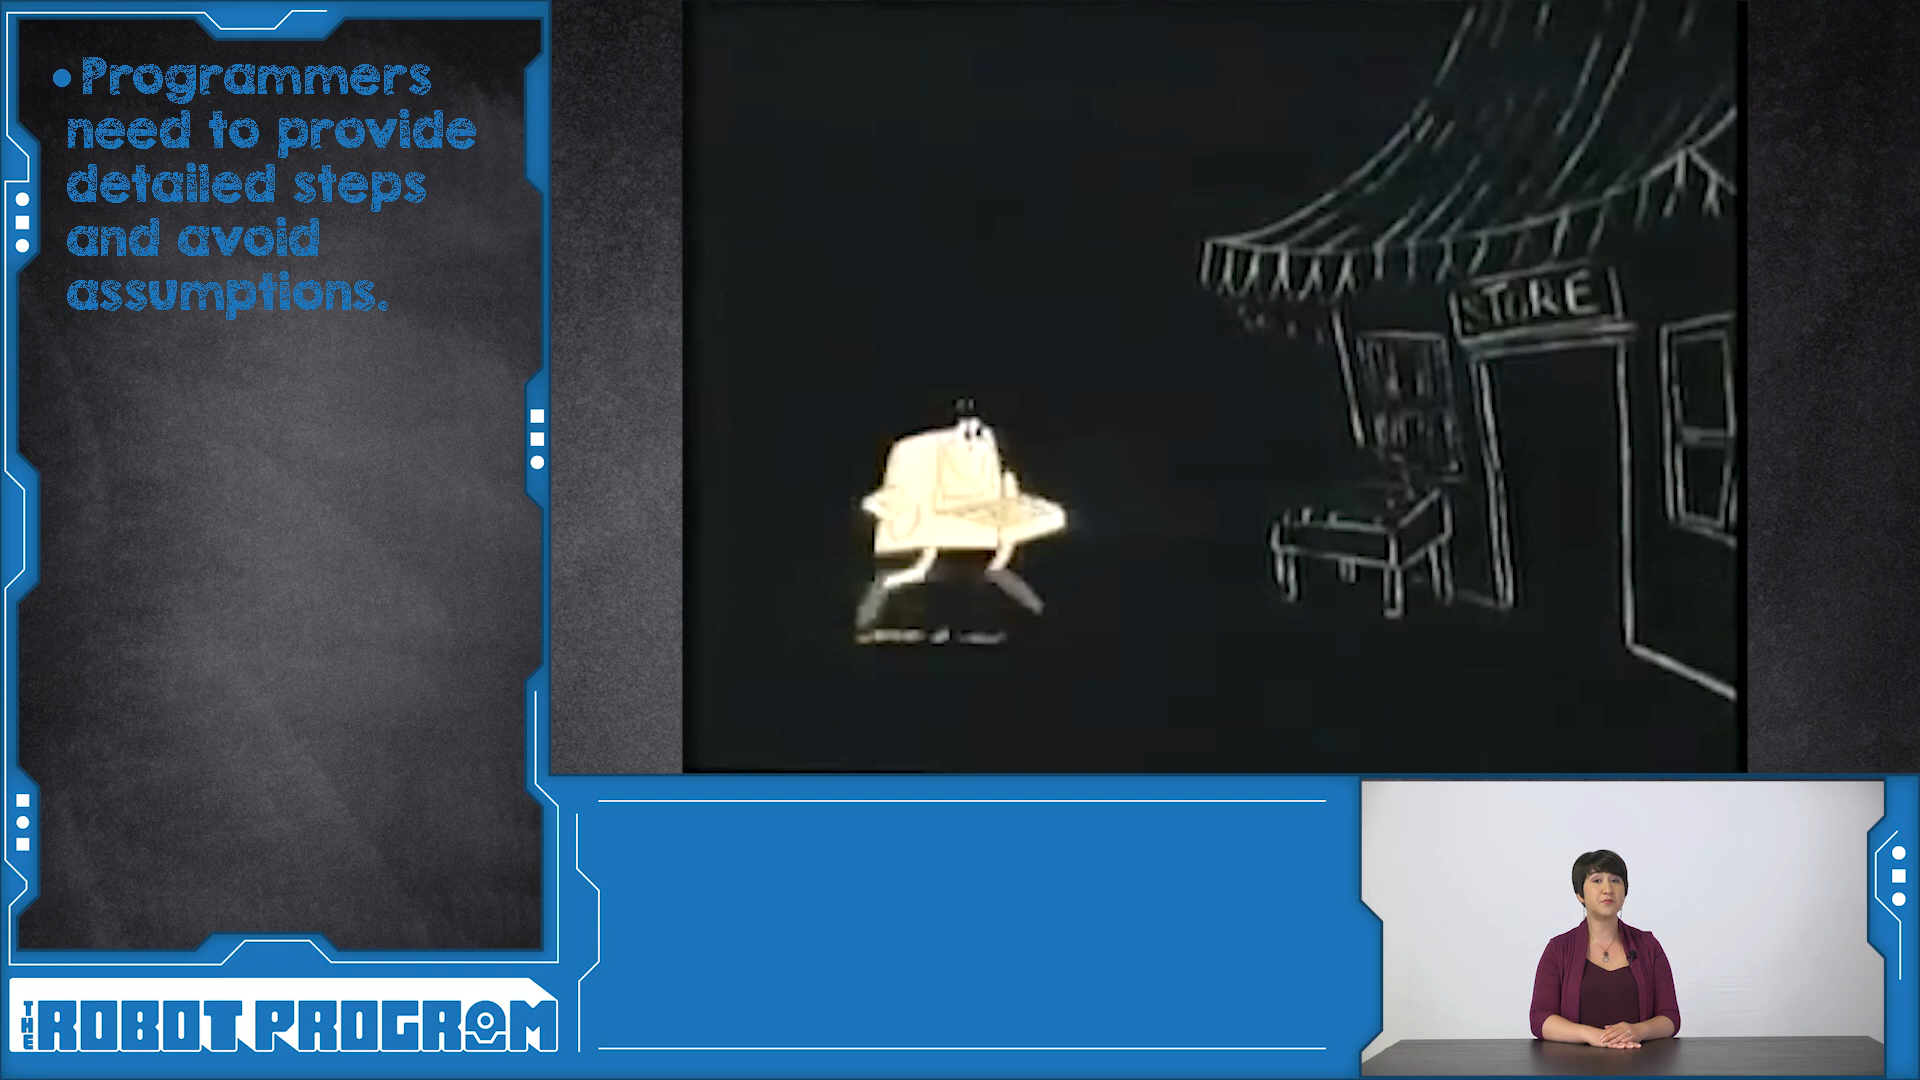 • Programmers
need to provide
detailed steps
and avoid
assumptions.
STORE
THE ROBOT PROGRAM